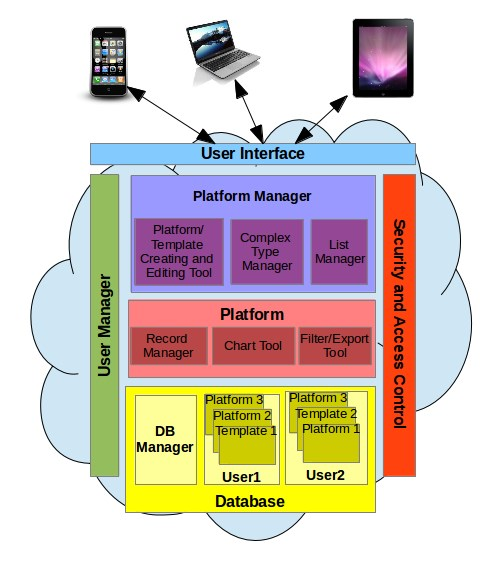 User Interface
User Manager
Platform Manager
Platform/
Template
Creating and
Editing Tool
Complex
Type
Manager
List
Manager
Security and Access Control
Platform
Record
Manager
Chart Tool
Filter/Export
Tool
DB
Manager
Platform 3
Platform 2
Template 1
User1
Platform 3
Template 2
Platform 1
User2
Database